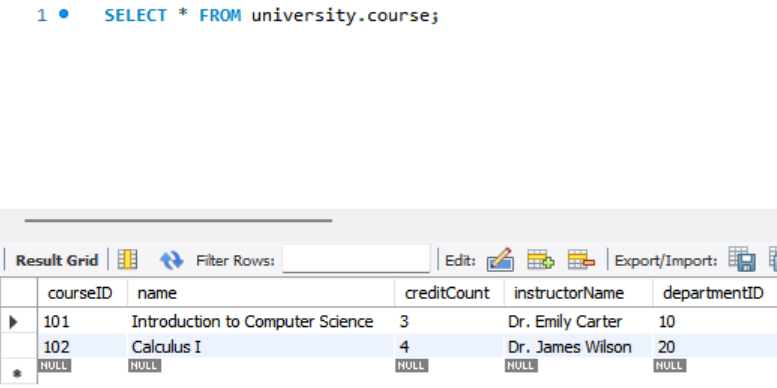 1 SELECT * FROM university.course;
Result Grid Filter Rows: Edit: Export/Import:
courseID name creditCount instructorName departmentID
101 Introduction to Computer Science 3 Dr. Emily Carter 10
102 Calculus I 4 Dr. James Wilson 20
NULL NULL NULL NULL NULL